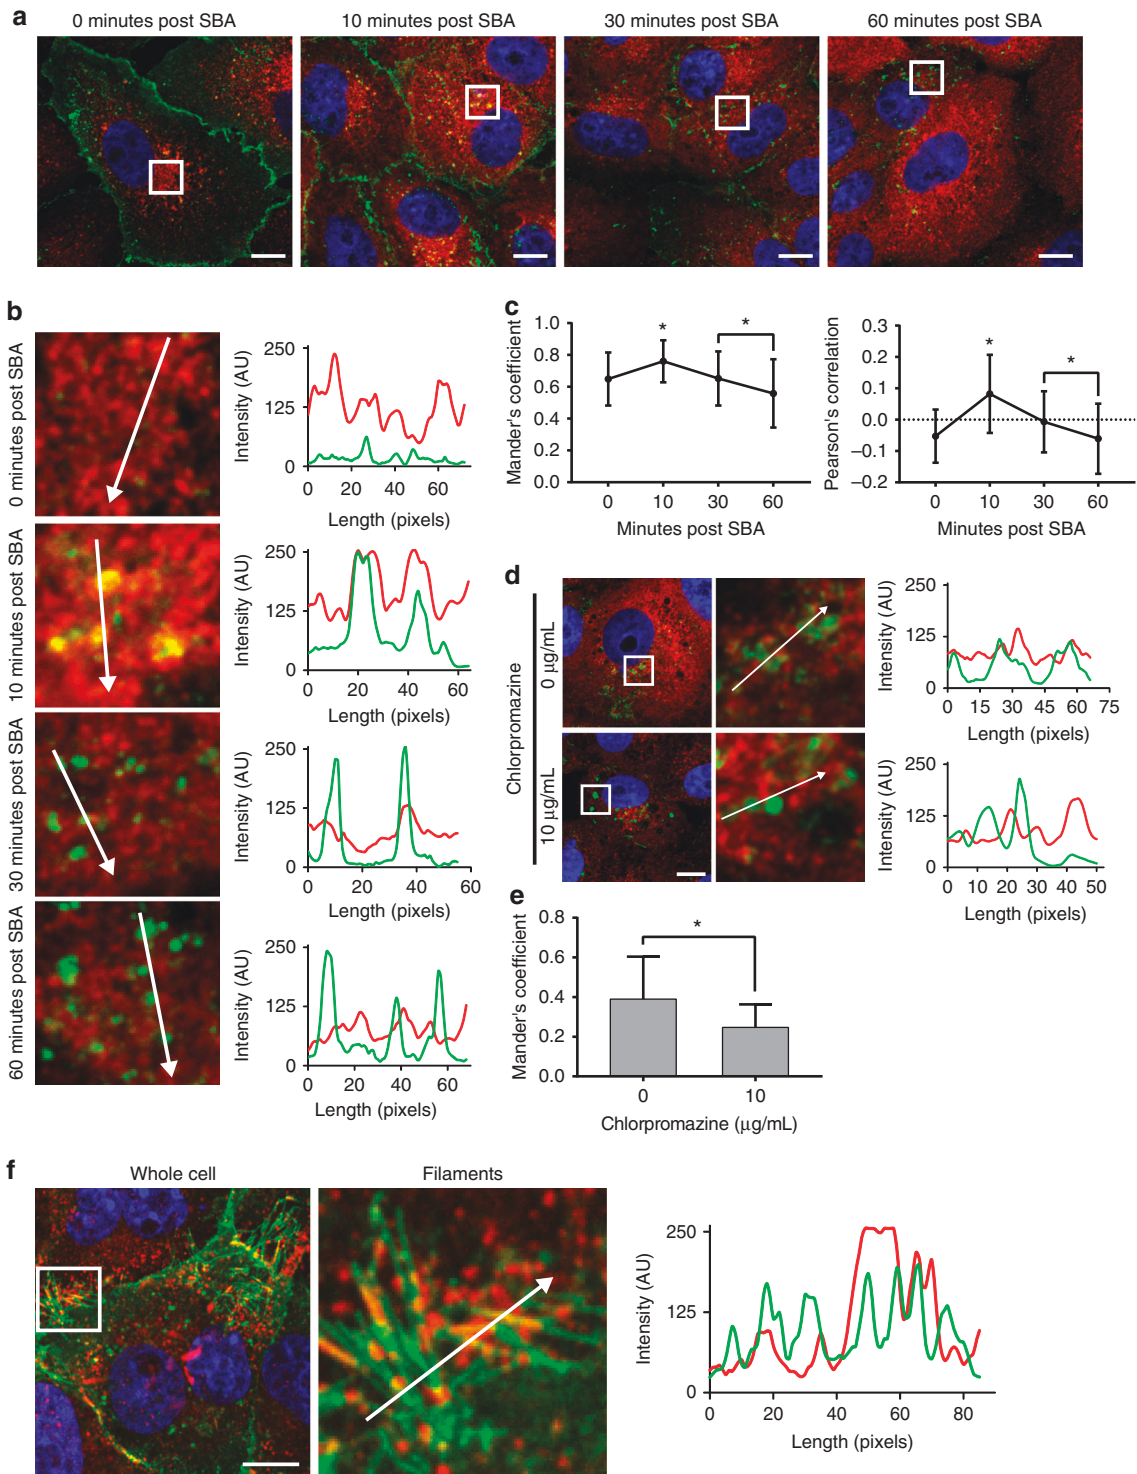 a
0 minutes post SBA 10 minutes post SBA 30 minutes post SBA 60 minutes post SBA
b
0 minutes post SBA
Intensity (AU)
250
125
0
0 20 40 60
Length (pixels)
10 minutes post SBA
Intensity (AU)
250
125
0
0 20 40 60
Length (pixels)
30 minutes post SBA
Intensity (AU)
250
125
0
0 20 40 60
Length (pixels)
60 minutes post SBA
Intensity (AU)
250
125
0
0 20 40 60
Length (pixels)
c
Mander's coefficient
1.0
0.8
0.6
0.4
0.2
0.0
* *
0 10 30 60
Minutes post SBA
Pearson's correlation
0.3
0.2
0.1
0.0
–0.1
–0.2
* *
0 10 30 60
Minutes post SBA
d
Chlorpromazine
0 µg/mL
Intensity (AU)
250
125
0
0 15 30 45 60 75
Length (pixels)
10 µg/mL
Intensity (AU)
250
125
0
0 10 20 30 40 50
Length (pixels)
e
Mander's coefficient
0.8
0.6
0.4
0.2
0.0
*
0 10
Chlorpromazine (µg/mL)
f
Whole cell Filaments
Intensity (AU)
250
125
0
0 20 40 60 80
Length (pixels)